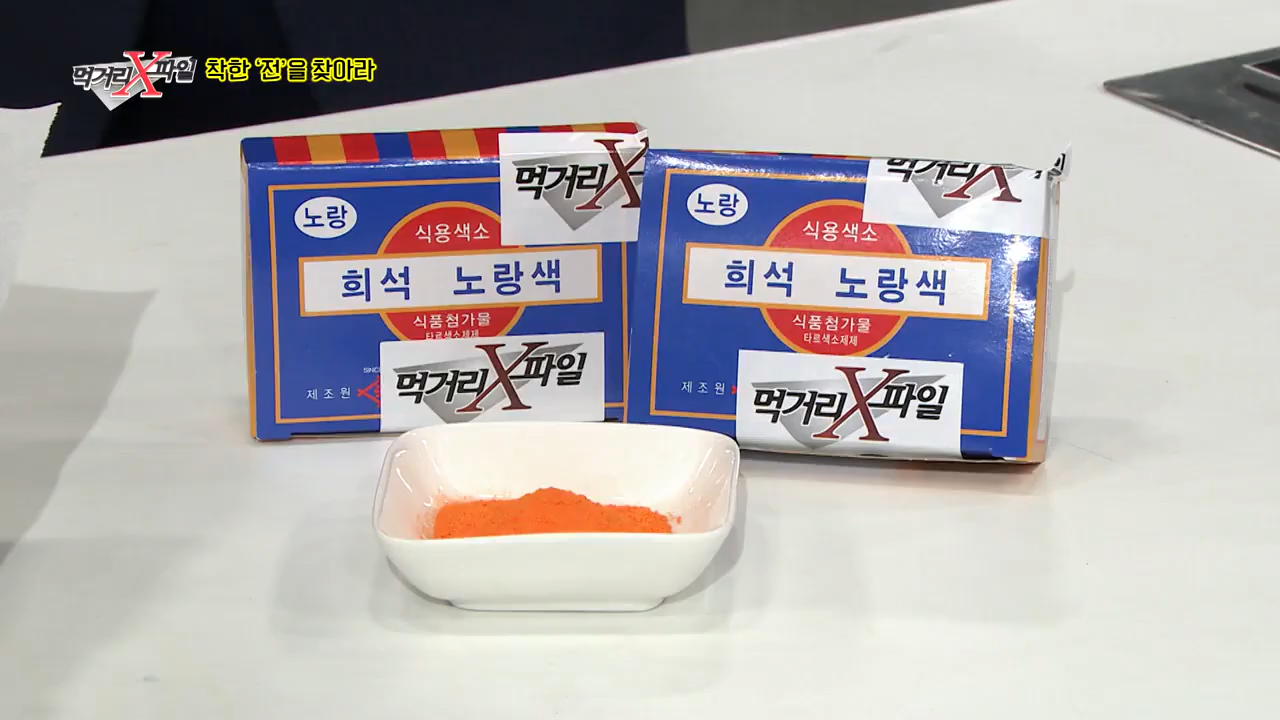 먹거리X파일 착한 '전'을 찾아라
노랑
식용색소
희석 노랑색
식품첨가물
타르색소제제
제조원
먹거리X
먹거리X파일
노랑
식용색소
희석 노랑색
식품첨가물
타르색소제제
제조원
먹거리X
먹거리X파일